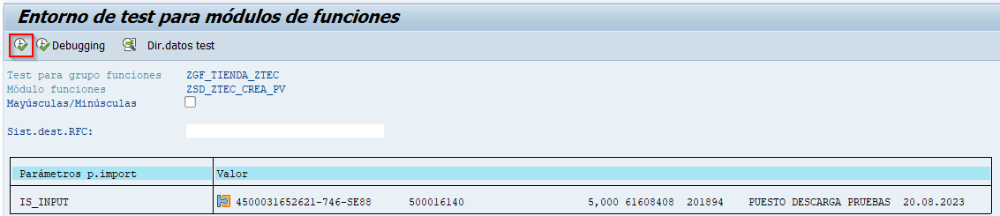 Entorno de test para módulos de funciones
Debugging Dir.datos test
Test para grupo funciones ZGF_TIENDA_ZTEC
Módulo funciones ZSD_ZTEC_CREA_PV
Mayúsculas/Minúsculas
Sist.dest.RFC:
Parámetros p.import Valor
IS_INPUT 4500031652621-746-SE88 500016140 5,000 61608408 201894 PUESTO DESCARGA PRUEBAS 20.08.2023